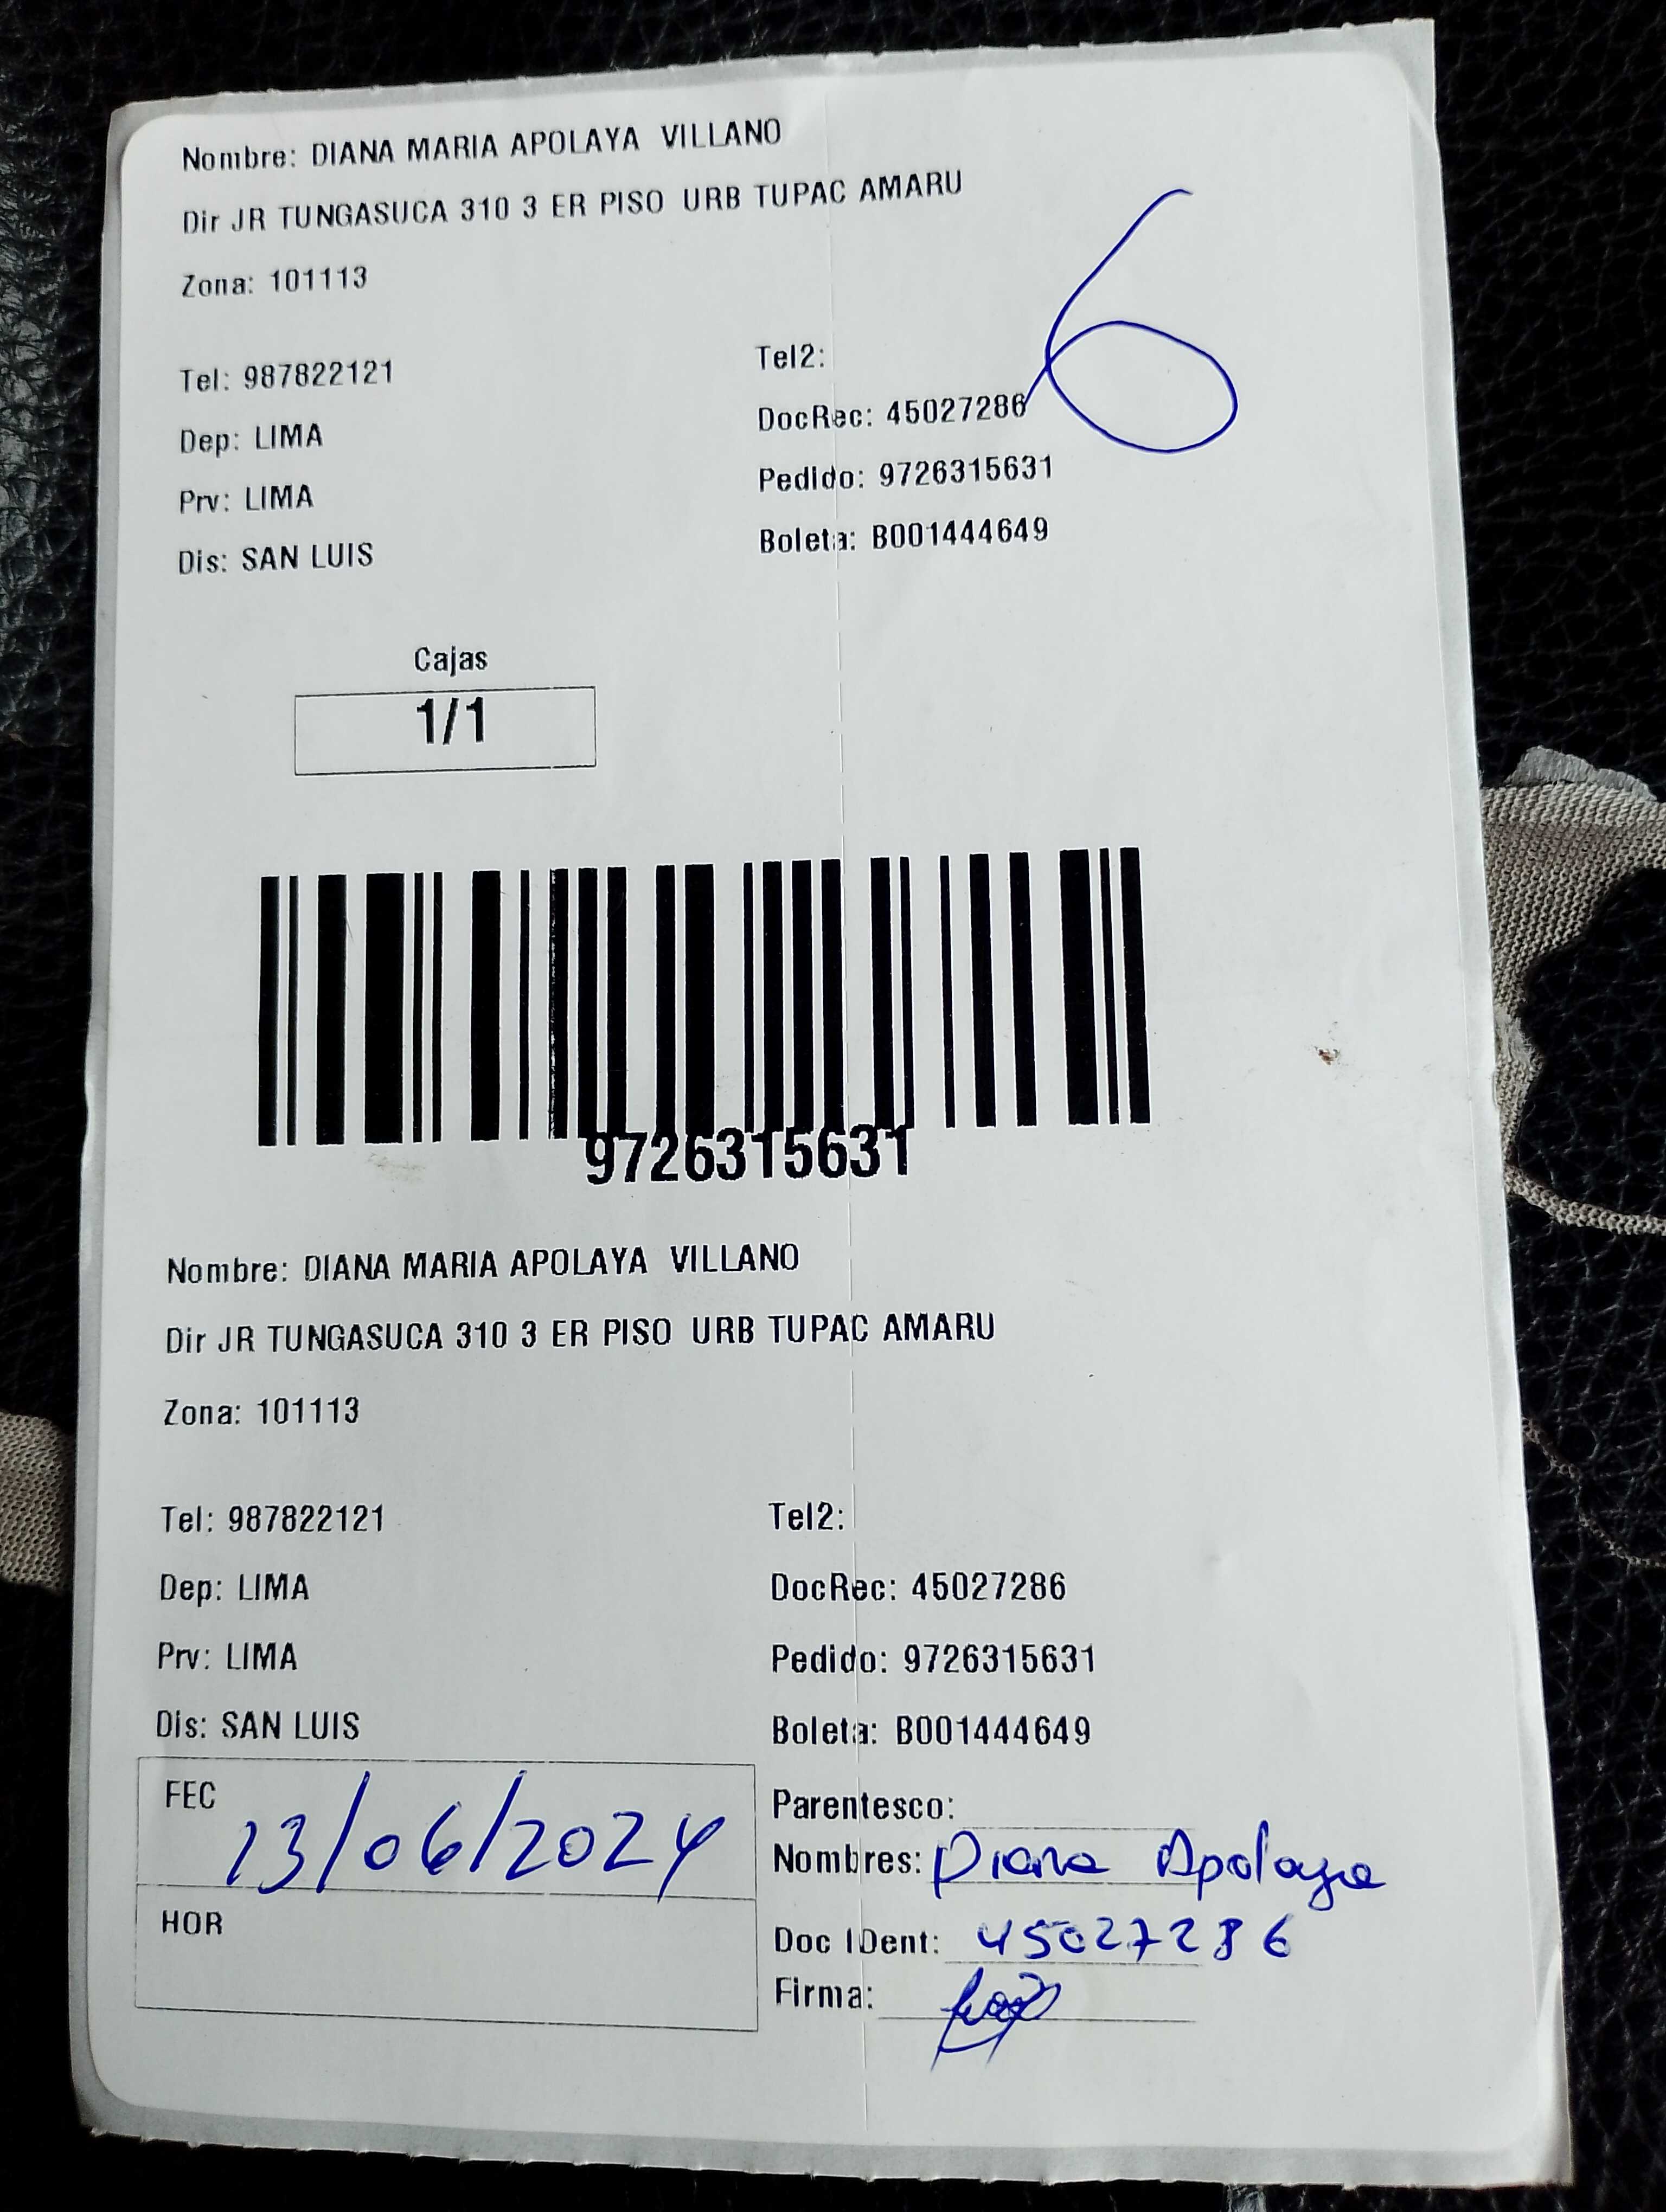 Nombre: DIANA MARIA APOLAYA VILLANO
Dir JR TUNGASUCA 310 3 ER PISO URB TUPAC AMARU
Zona: 101113
6
Tel: 987822121
Tel2:
Dep: LIMA
DocRec: 45027286
Prv: LIMA
Pedido: 9726315631
Dis: SAN LUIS
Boleta: B001444649
Cajas
1/1
9726315631
Nombre: DIANA MARIA APOLAYA VILLANO
Dir JR TUNGASUCA 310 3 ER PISO URB TUPAC AMARU
Zona: 101113
Tel: 987822121
Tel2:
Dep: LIMA
DocRec: 45027286
Prv: LIMA
Pedido: 9726315631
Dis: SAN LUIS
Boleta: B001444649
FEC 13/06/2024
Parentesco:
Nombres: Diana Apolaya
HOR
Doc IDent: 45027286
Firma: